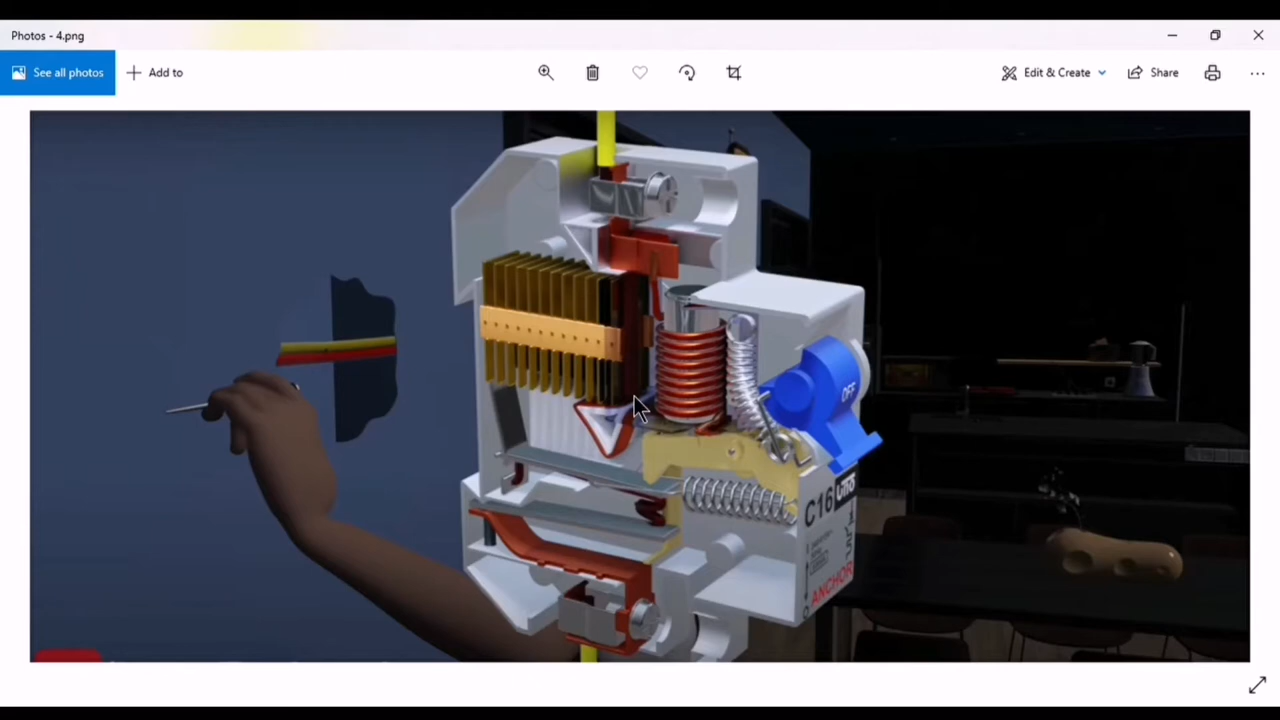 Photos - 4.png
See all photos
Add to
Edit & Create
Share
OFF
C16
ANCHOR